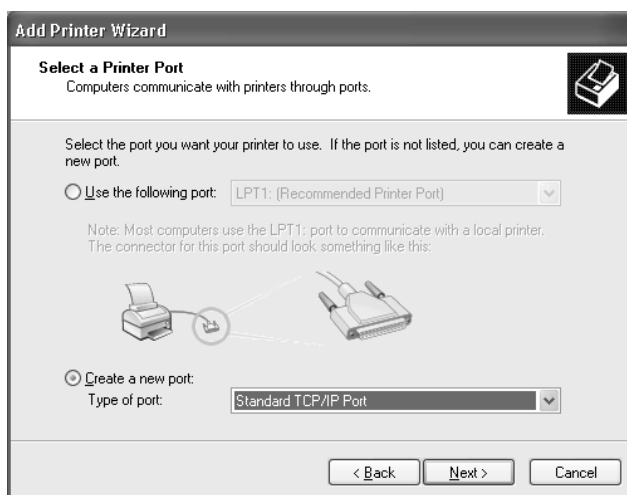 Add Printer Wizard
Select a Printer Port
Computers communicate with printers through ports.
Select the port you want your printer to use. If the port is not listed, you can create a
new port.
Use the following port: LPT1: (Recommended Printer Port)
Note: Most computers use the LPT1: port to communicate with a local printer.
The connector for this port should look something like this:
Create a new port:
Type of port: Standard TCP/IP Port
< Back Next > Cancel